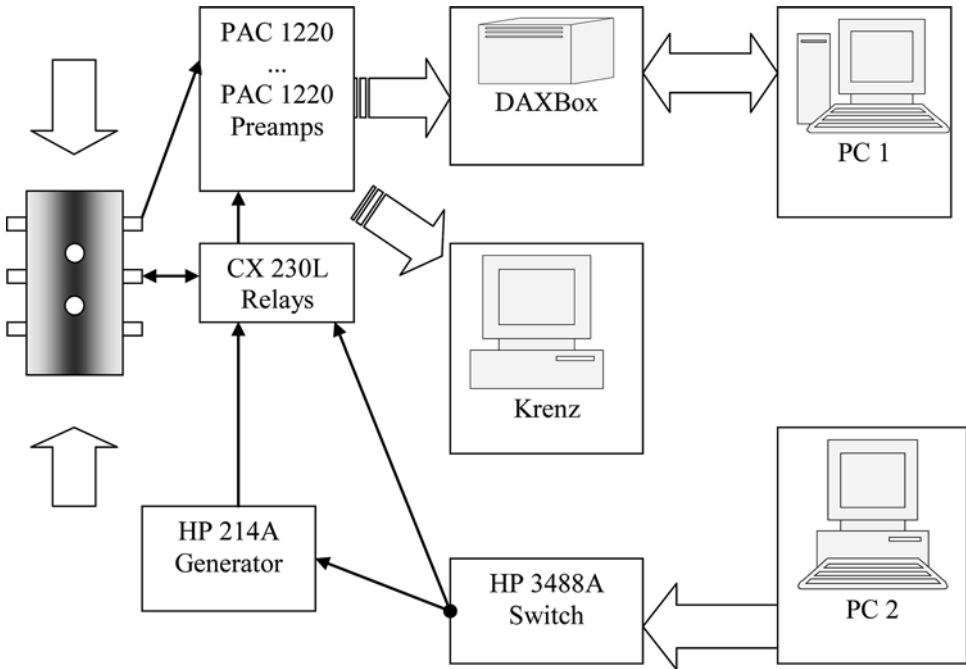 PAC 1220
...
PAC 1220
Preamps
DAXBox
PC 1
CX 230L
Relays
Krenz
HP 214A
Generator
HP 3488A
Switch
PC 2